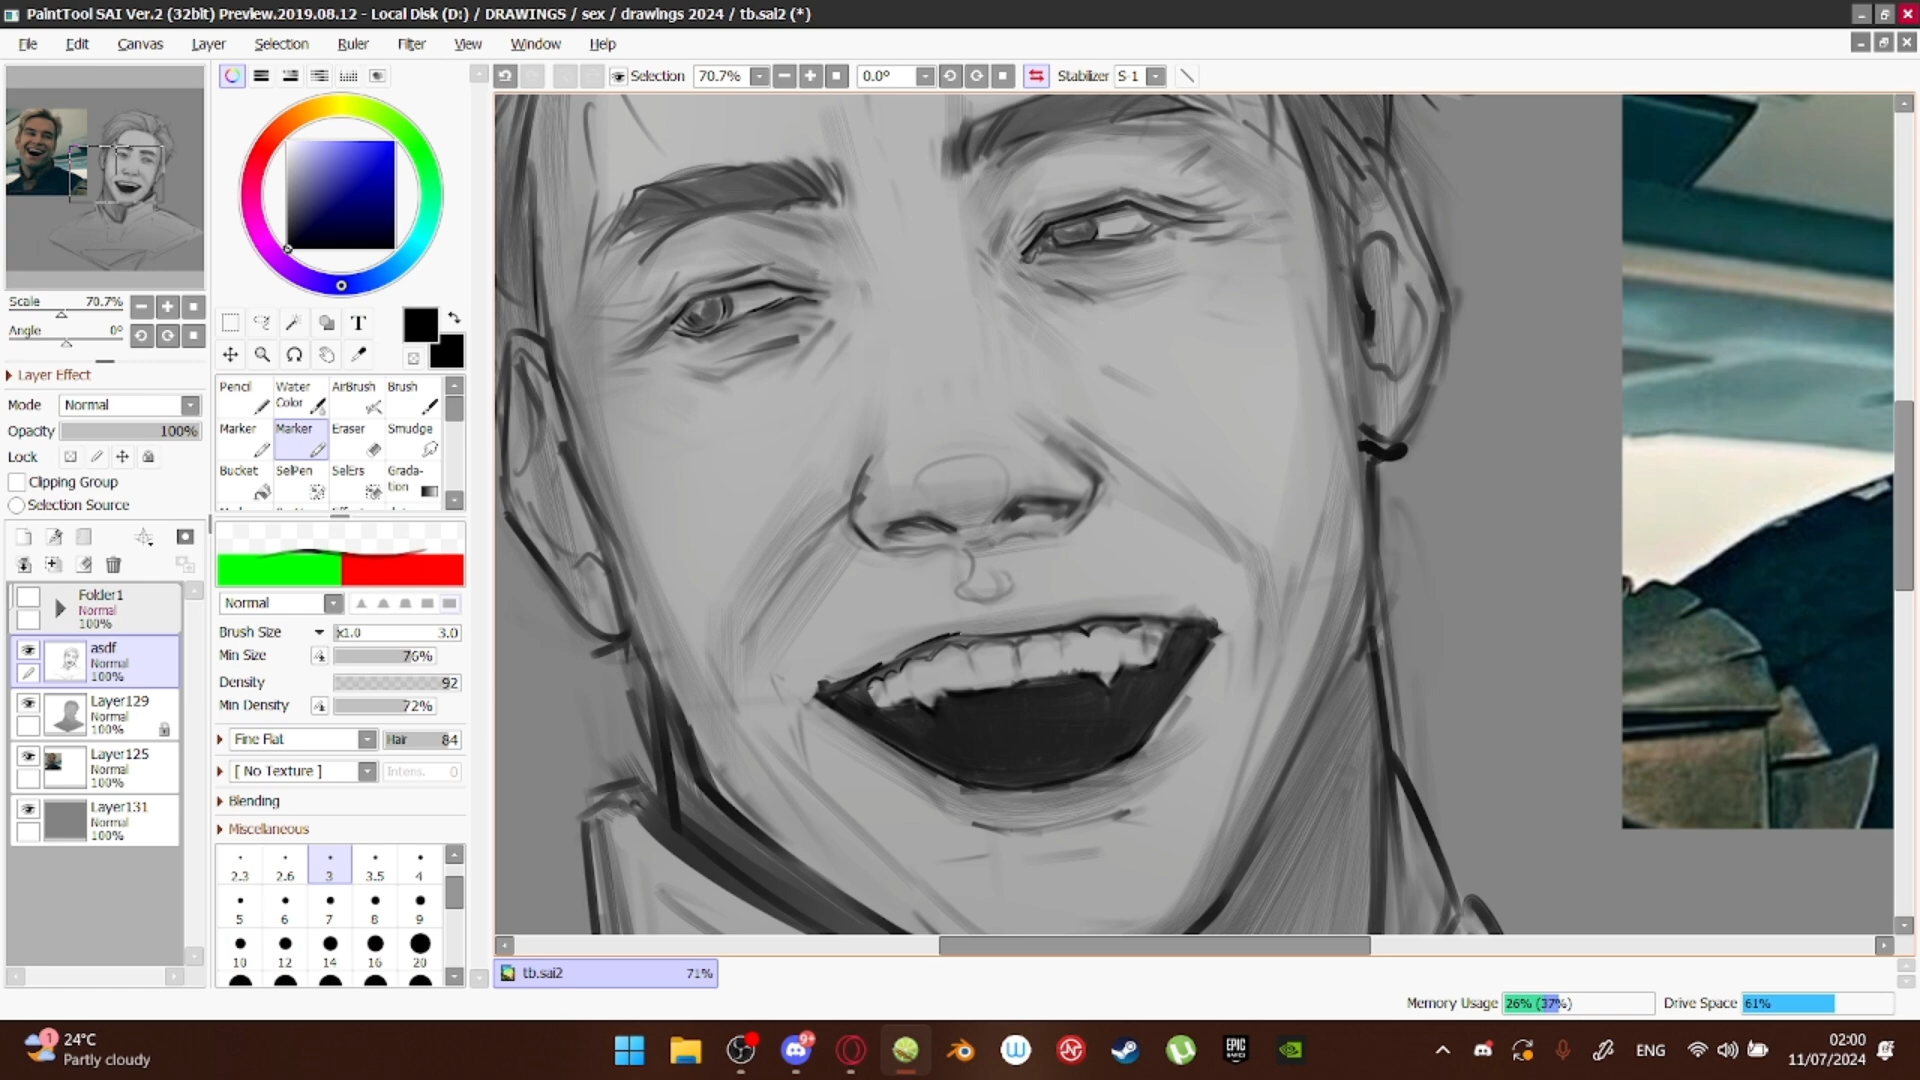 PaintTool SAI Ver.2 (32bit) Preview.2019.08.12 - Local Disk (D:) / DRAWINGS / sex / drawings 2024 / tb.sai2 (*)
File Edit Canvas Layer Selection Ruler Filter View Window Help
Selection 70.7% 0.0° Stabilizer S-1
Scale 70.7%
Angle 0°
Layer Effect
Mode Normal
Opacity 100%
Lock
Clipping Group
Selection Source
Folder1
Normal
100%
asdf
Normal
100%
Layer129
Normal
100%
Layer125
Normal
100%
Layer131
Normal
100%
T
Pencil Water Color AirBrush Brush
Marker Marker Eraser Smudge
Bucket SelPen SelErs Grada-tion
Normal
Brush Size x1.0 3.0
Min Size 76%
Density 92
Min Density 72%
Fine Flat Hair 84
[ No Texture ] Intens. 0
Blending
Miscellaneous
2.3 2.6 3 3.5 4
5 6 7 8 9
10 12 14 16 20
tb.sai2 71%
Memory Usage 26% (37%) Drive Space 61%
1 24°C
Partly cloudy
9+
W
EPIC
GAMES
ENG
02:00
11/07/2024